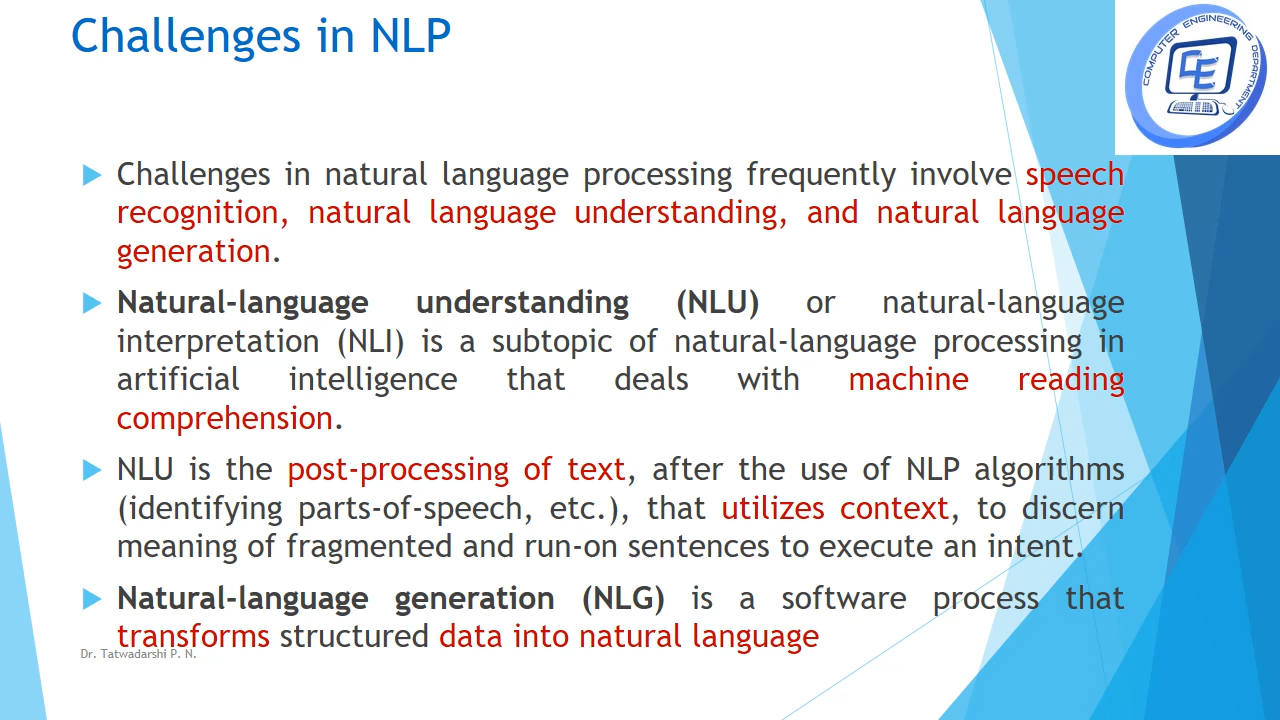 Challenges in NLP
COMPUTER ENGINEERING DEPARTMENT
CE
Challenges in natural language processing frequently involve speech
recognition, natural language understanding, and natural language
generation.
Natural-language understanding (NLU) or natural-language
interpretation (NLI) is a subtopic of natural-language processing in
artificial intelligence that deals with machine reading
comprehension.
NLU is the post-processing of text, after the use of NLP algorithms
(identifying parts-of-speech, etc.), that utilizes context, to discern
meaning of fragmented and run-on sentences to execute an intent.
Natural-language generation (NLG) is a software process that
transforms structured data into natural language
Dr. Tatwadarshi P. N.